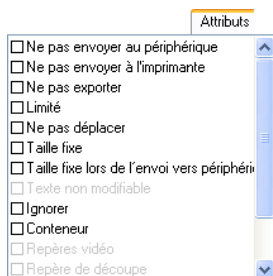 Attributs
Ne pas envoyer au périphérique
Ne pas envoyer à l'imprimante
Ne pas exporter
Limité
Ne pas déplacer
Taille fixe
Taille fixe lors de l´envoi vers périphéri
Texte non modifiable
Ignorer
Conteneur
Repères vidéo
Repère de découpe